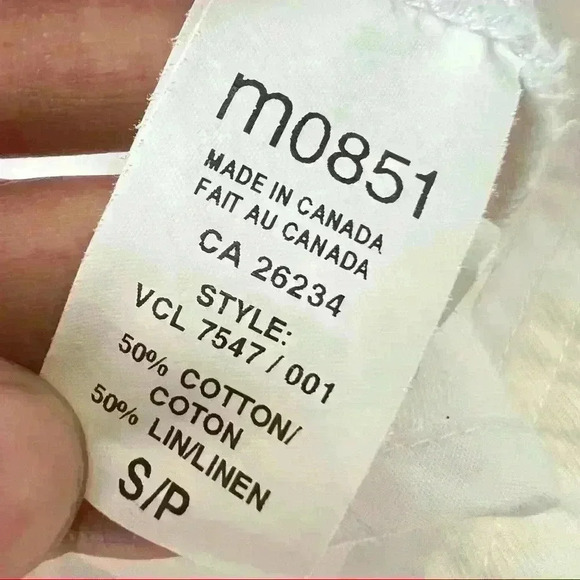 m0851
MADE IN CANADA
FAIT AU CANADA
CA 26234
STYLE:
VCL 7547 / 001
50% COTTON/
COTON
50% LIN/LINEN
S/P